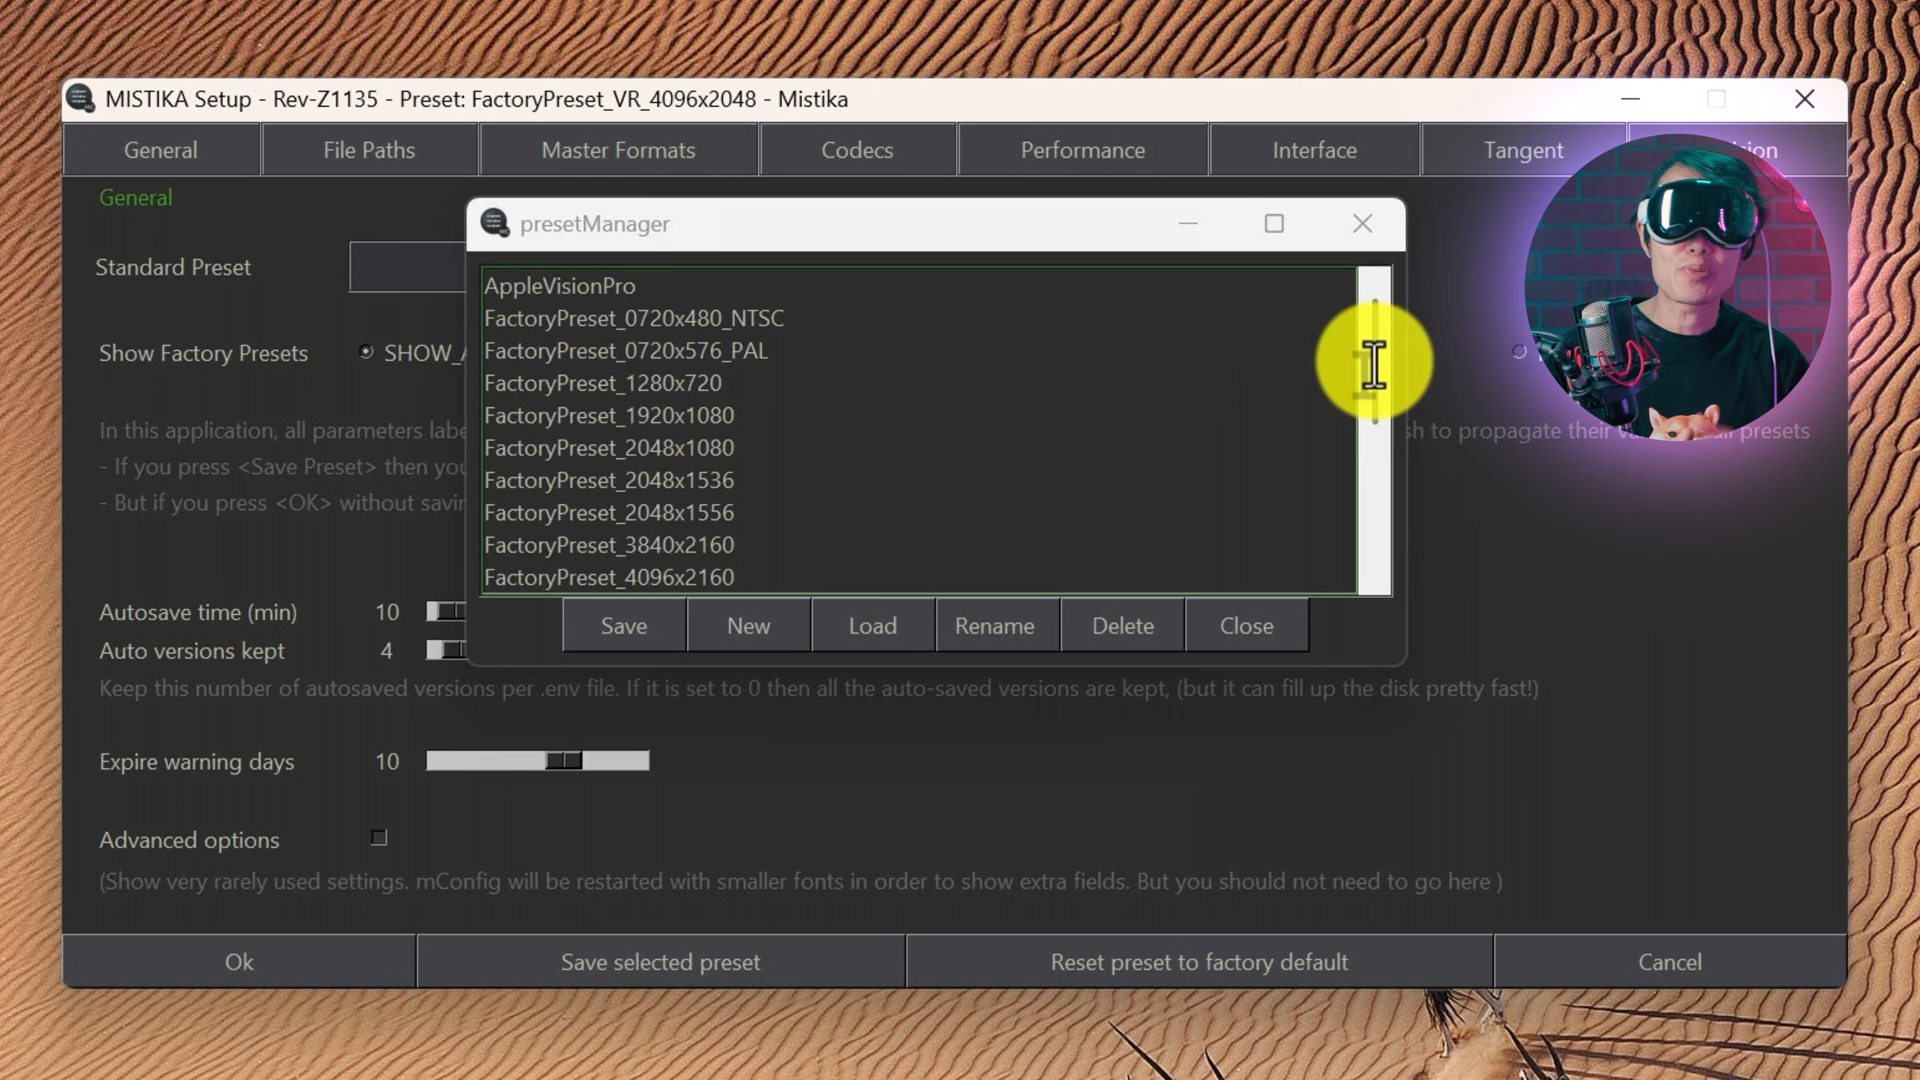 MISTIKA Setup - Rev-Z1135 - Preset: FactoryPreset_VR_4096x2048 - Mistika
General File Paths Master Formats Codecs Performance Interface Tangent
General
presetManager
Standard Preset
AppleVisionPro
FactoryPreset_0720x480_NTSC
Show Factory Presets
FactoryPreset_0720x576_PAL
FactoryPreset_1280x720
FactoryPreset_1920x1080
In this application, all parameters
sh to propagate their presets
FactoryPreset_2048x1080
- If you press <Save Preset> then
FactoryPreset_2048x1536
- But if you press <OK> without
FactoryPreset_2048x1556
FactoryPreset_3840x2160
FactoryPreset_4096x2160
Autosave time (min) 10
Save New Load Rename Delete Close
Auto versions kept 4
Keep this number of autosaved versions per .env file. If it is set to 0 then all the auto-saved versions are kept, (but it can fill up the disk pretty fast!)
Expire warning days 10
Advanced options
(Show very rarely used settings. mConfig will be restarted with smaller fonts in order to show extra fields. But you should not need to go here )
Ok Save selected preset Reset preset to factory default Cancel